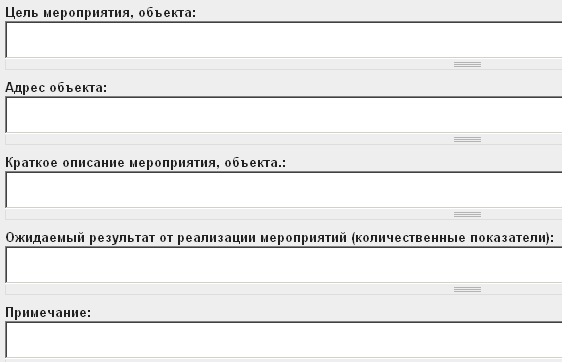 Цель мероприятия, объекта:
Адрес объекта:
Краткое описание мероприятия, объекта.:
Ожидаемый результат от реализации мероприятий (количественные показатели):
Примечание: